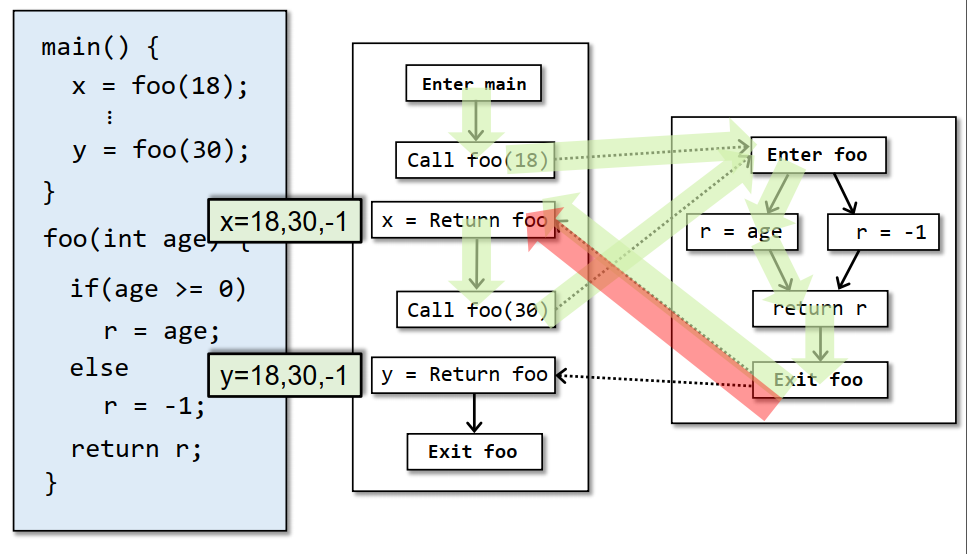 main() {
x = foo(18);
⋮
y = foo(30);
}
foo(int age) {
if(age >= 0)
r = age;
else
r = -1;
return r;
}
x=18,30,-1
y=18,30,-1
Enter main
Call foo(18)
x = Return foo
Call foo(30)
y = Return foo
Exit foo
Enter foo
r = age
r = -1
return r
Exit foo